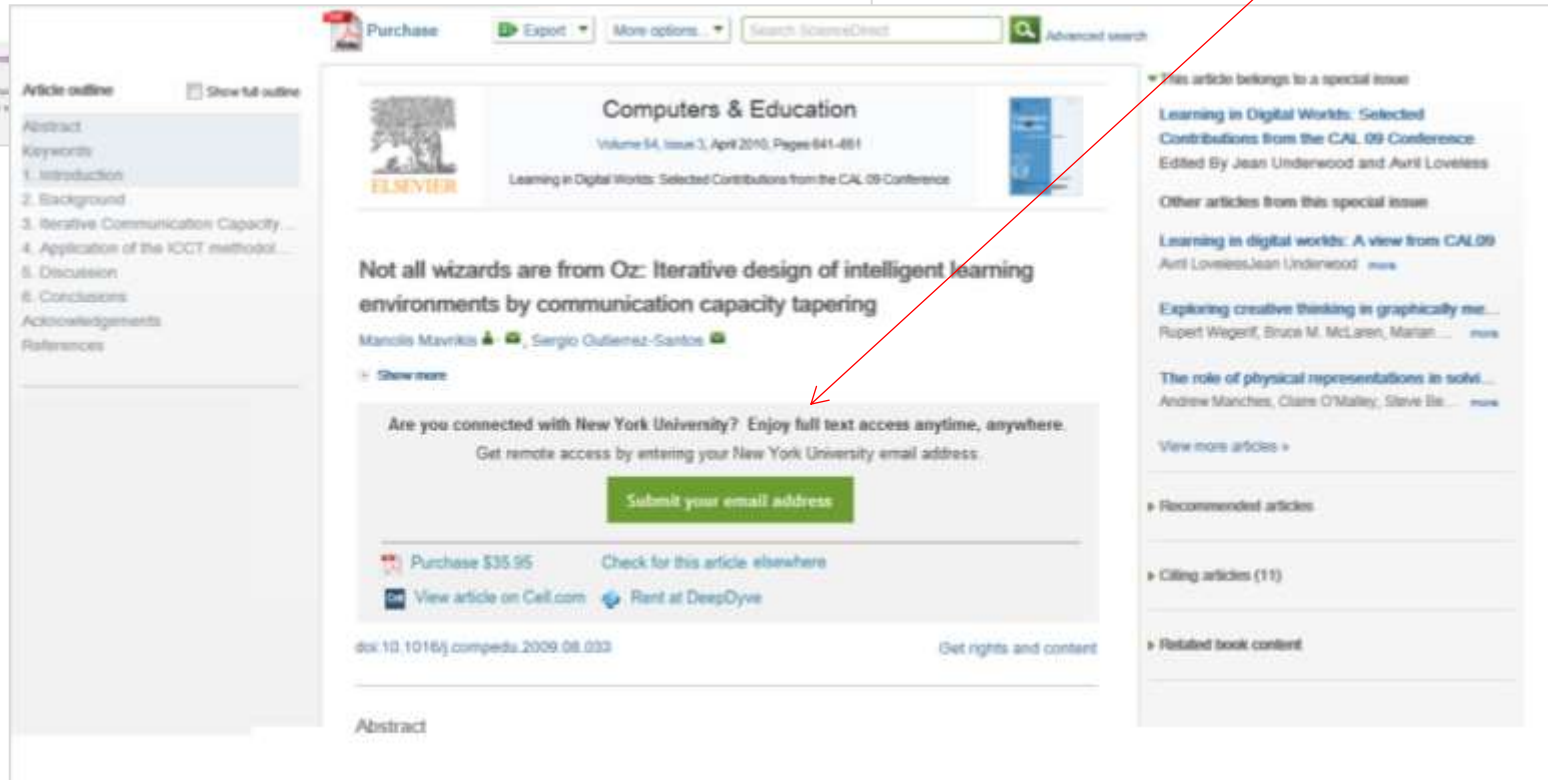 Purchase
Export
More options...
Search ScienceDirect
Advanced search
Article outline
Show full outline
Abstract
Keywords
1. Introduction
2. Background
3. Iterative Communication Capacity...
4. Application of the ICCT methodol...
5. Discussion
6. Conclusions
Acknowledgements
References
ELSEVIER
Computers & Education
Volume 54, Issue 3, April 2010, Pages 641–651
Learning in Digital Worlds: Selected Contributions from the CAL 09 Conference
Not all wizards are from Oz: Iterative design of intelligent learning
environments by communication capacity tapering
Manolis Mavrikis, Sergio Gutierrez-Santos
Show more
Are you connected with New York University? Enjoy full text access anytime, anywhere.
Get remote access by entering your New York University email address.
Submit your email address
Purchase $35.95
Check for this article elsewhere
View article on Cell.com
Rent at DeepDyve
doi:10.1016/j.compedu.2009.08.033
Get rights and content
Abstract
This article belongs to a special issue
Learning in Digital Worlds: Selected
Contributions from the CAL 09 Conference
Edited By Jean Underwood and Avril Loveless
Other articles from this special issue
Learning in digital worlds: A view from CAL09
Avril LovelessJean Underwood more
Exploring creative thinking in graphically me...
Rupert Wegerif, Bruce M. McLaren, Marian ... more
The role of physical representations in solvi...
Andrew Manches, Claire O'Malley, Steve Be... more
View more articles »
Recommended articles
Citing articles (11)
Related book content